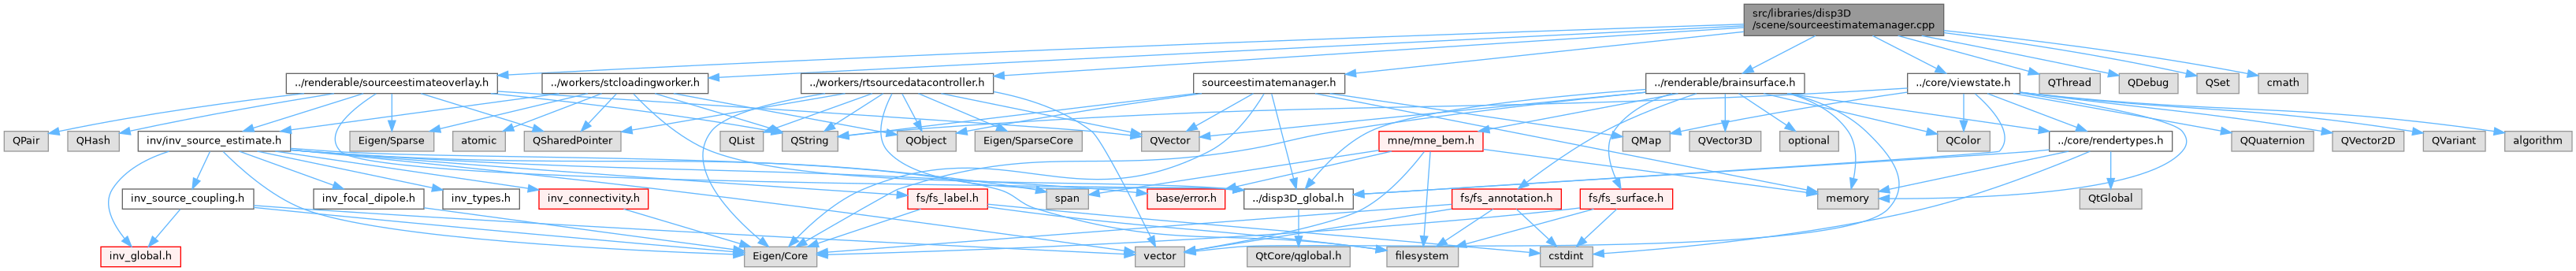 src/libraries/disp3D
/scene/sourceestimatemanager.cpp
../renderable/sourceestimateoverlay.h
../workers/stcloadingworker.h
../workers/rtsourcedatacontroller.h
sourceestimatemanager.h
../renderable/brainsurface.h
../core/viewstate.h
QThread
QDebug
QSet
cmath
QPair
QHash
inv/inv_source_estimate.h
Eigen/Sparse
atomic
QSharedPointer
QList
QString
QObject
Eigen/SparseCore
QVector
mne/mne_bem.h
QMap
QVector3D
optional
QColor
../core/rendertypes.h
QQuaternion
QVector2D
QVariant
algorithm
inv_source_coupling.h
inv_focal_dipole.h
inv_types.h
inv_connectivity.h
fs/fs_label.h
span
base/error.h
../disp3D_global.h
fs/fs_annotation.h
fs/fs_surface.h
memory
QtGlobal
inv_global.h
Eigen/Core
vector
QtCore/qglobal.h
filesystem
cstdint